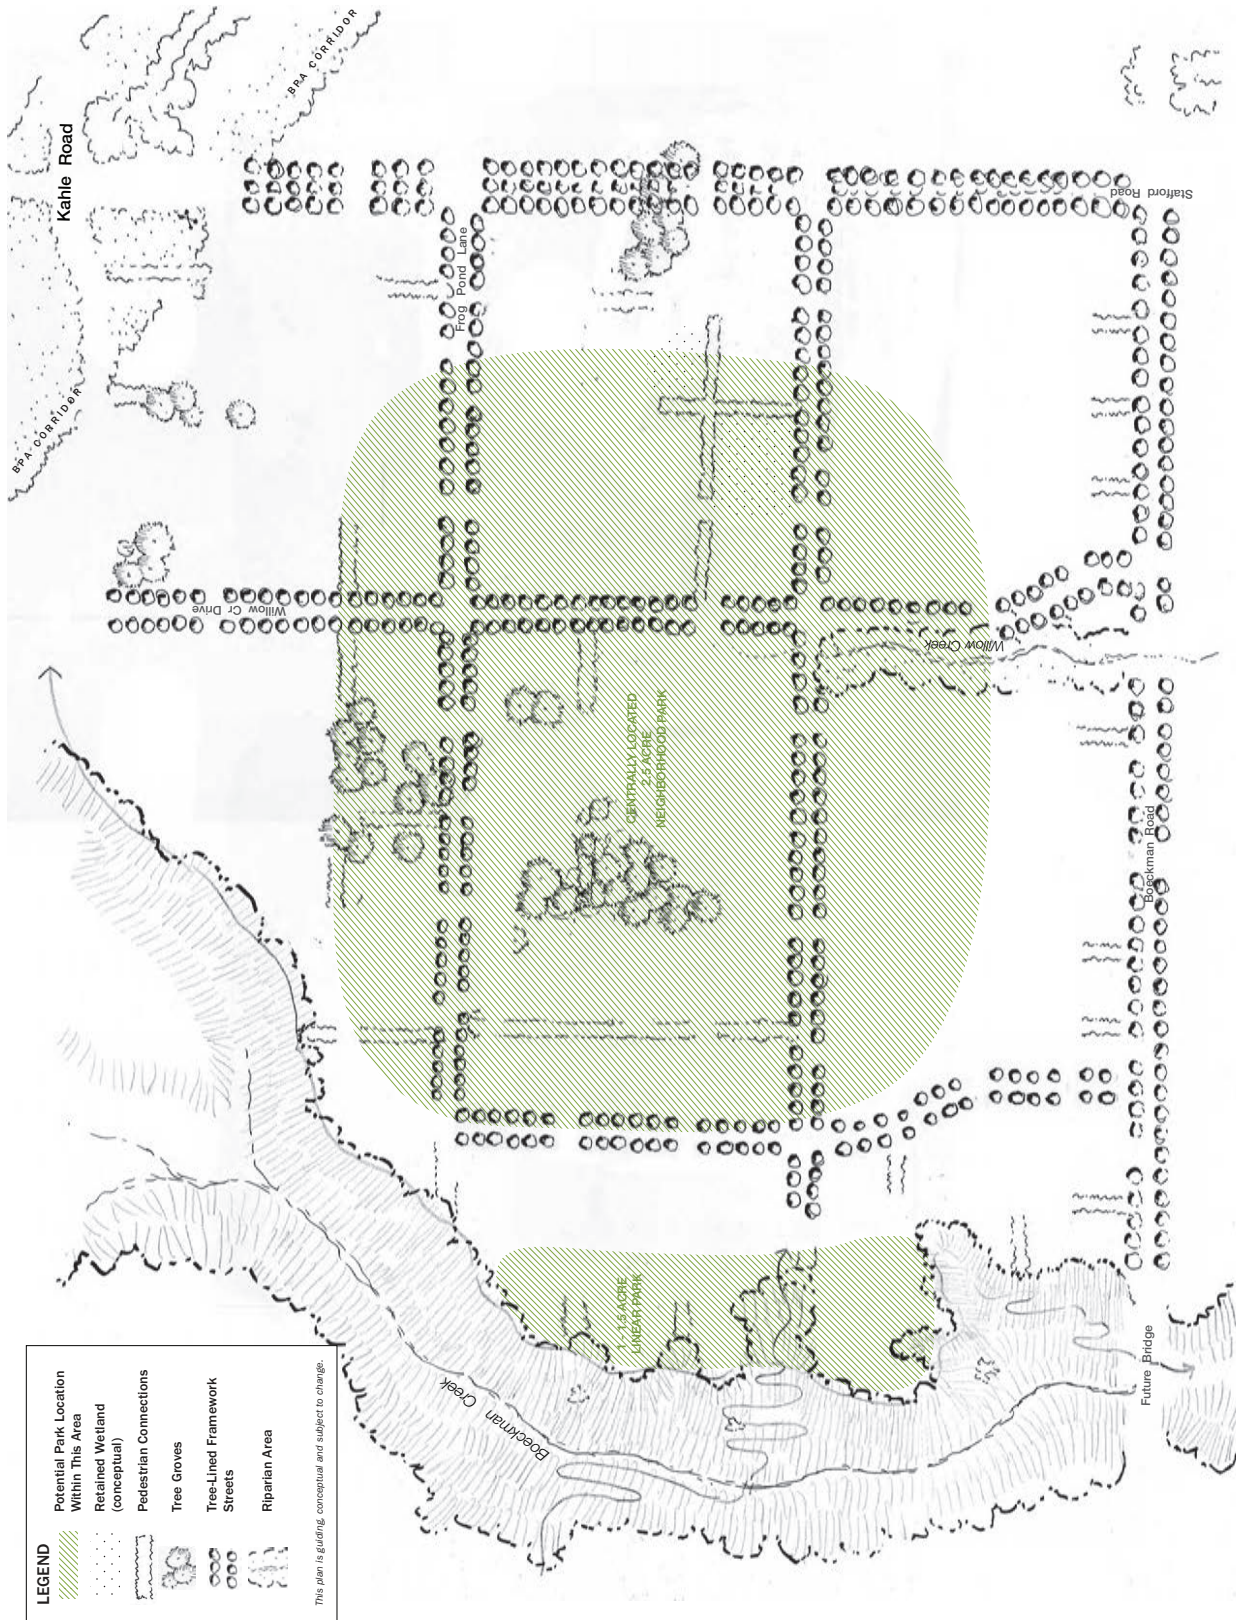 BPA CORRIDOR
Kahle Road
BPA CORRIDOR
Stafford Road
Frog Pond Lane
Willow Cr Drive
Willow Creek
CENTRALLY LOCATED
2.5 ACRE
NEIGHBORHOOD PARK
Boeckman Road
1 - 1.5 ACRE
LINEAR PARK
Boeckman Creek
Future Bridge
LEGEND
Potential Park Location
Within This Area
Retained Wetland
(conceptual)
Pedestrian Connections
Tree Groves
Tree-Lined Framework
Streets
Riparian Area
This plan is guiding, conceptual and subject to change.